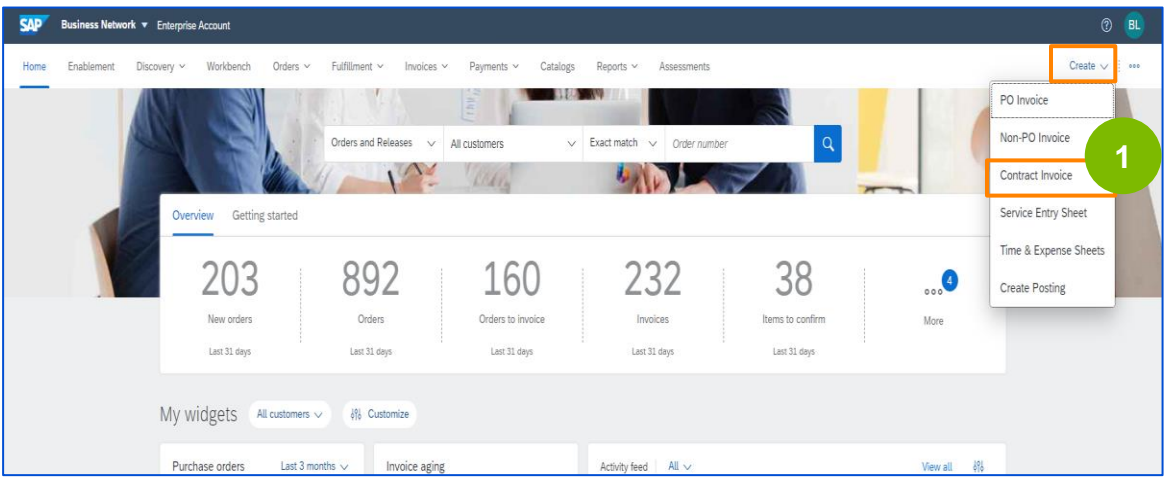 SAP Business Network Enterprise Account BL
Home Enablement Discovery Workbench Orders Fulfillment Invoices Payments Catalogs Reports Assessments Create
PO Invoice
Non-PO Invoice
1
Contract Invoice
Service Entry Sheet
Time & Expense Sheets
Create Posting
Orders and Releases All customers Exact match Order number
Overview Getting started
203 892 160 232 38 4
New orders Orders Orders to invoice Invoices Items to confirm More
Last 31 days Last 31 days Last 31 days Last 31 days Last 31 days
My widgets All customers Customize
Purchase orders Last 3 months Invoice aging Activity feed All View all